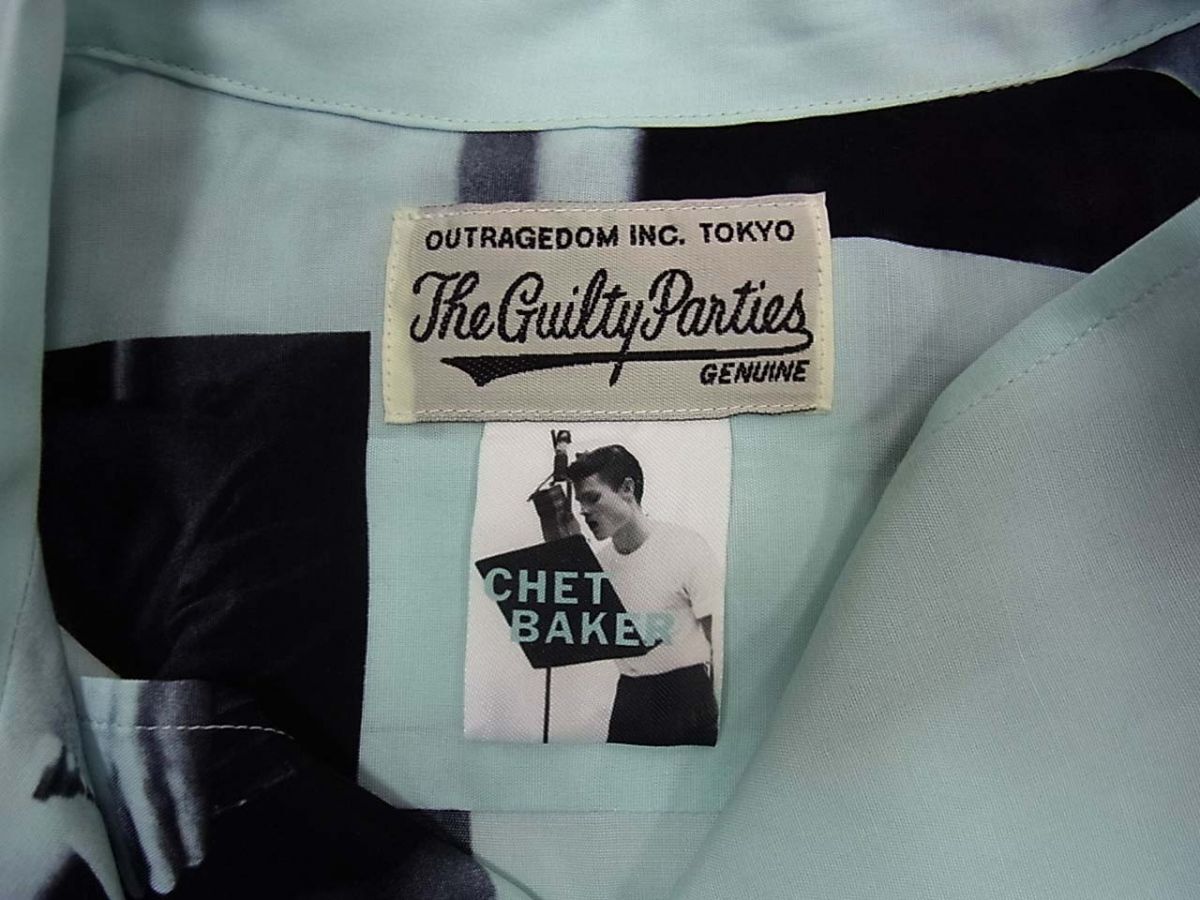 OUTRAGEDOM INC. TOKYO
The Guilty Parties
GENUINE
CHET
BAKER